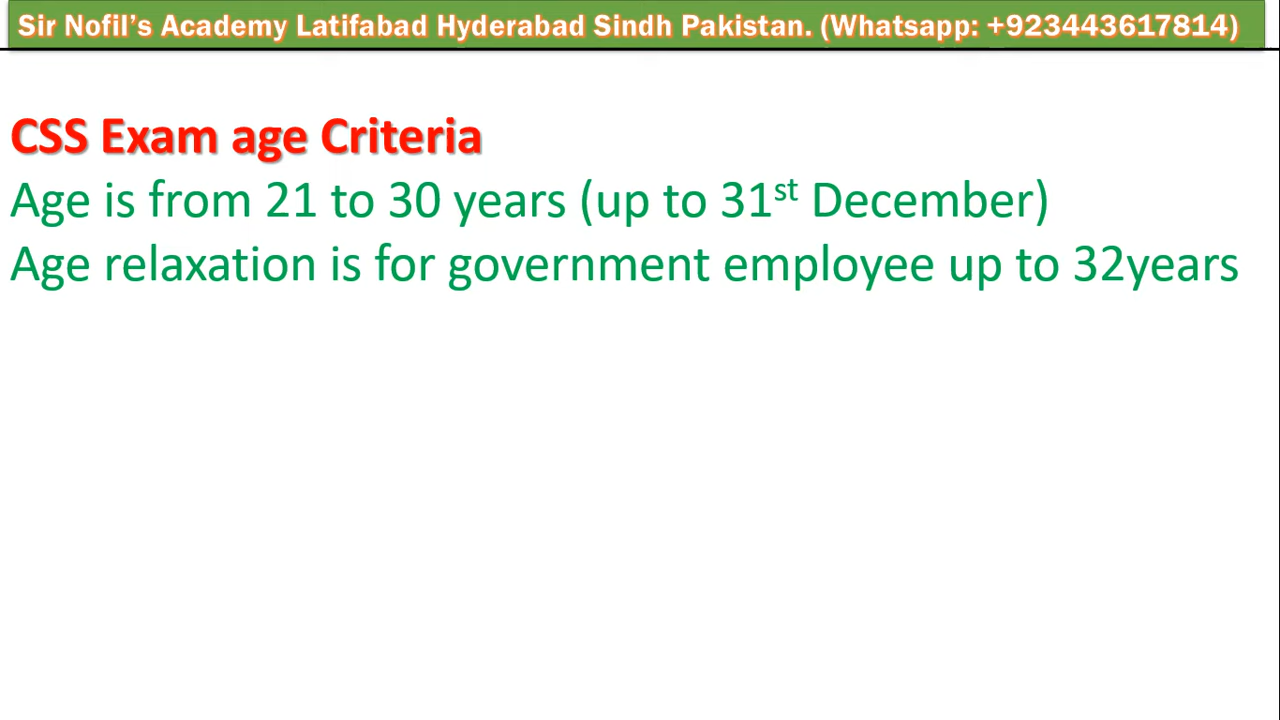 Sir Nofil’s Academy Latifabad Hyderabad Sindh Pakistan. (Whatsapp: +923443617814)
CSS Exam age Criteria
Age is from 21 to 30 years (up to 31st December)
Age relaxation is for government employee up to 32years